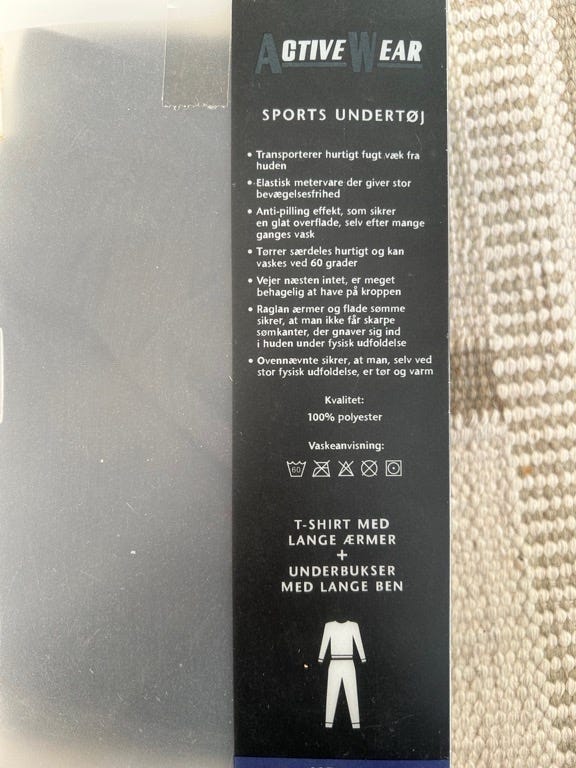 ACTIVE WEAR
SPORTS UNDERTØJ
• Transporterer hurtigt fugt væk fra
huden
• Elastisk metervare der giver stor
bevægelsesfrihed
• Anti-pilling effekt, som sikrer
en glat overflade, selv efter mange
ganges vask
• Tørrer særdeles hurtigt og kan
vaskes ved 60 grader
• Vejer næsten intet, er meget
behagelig at have på kroppen
• Raglan ærmer og flade sømme
sikrer, at man ikke får skarpe
sømkanter, der gnaver sig ind
i huden under fysisk udfoldelse
• Ovennævnte sikrer, at man, selv ved
stor fysisk udfoldelse, er tør og varm
Kvalitet:
100% polyester
Vaskeanvisning:
60
T-SHIRT MED
LANGE ÆRMER
+
UNDERBUKSER
MED LANGE BEN